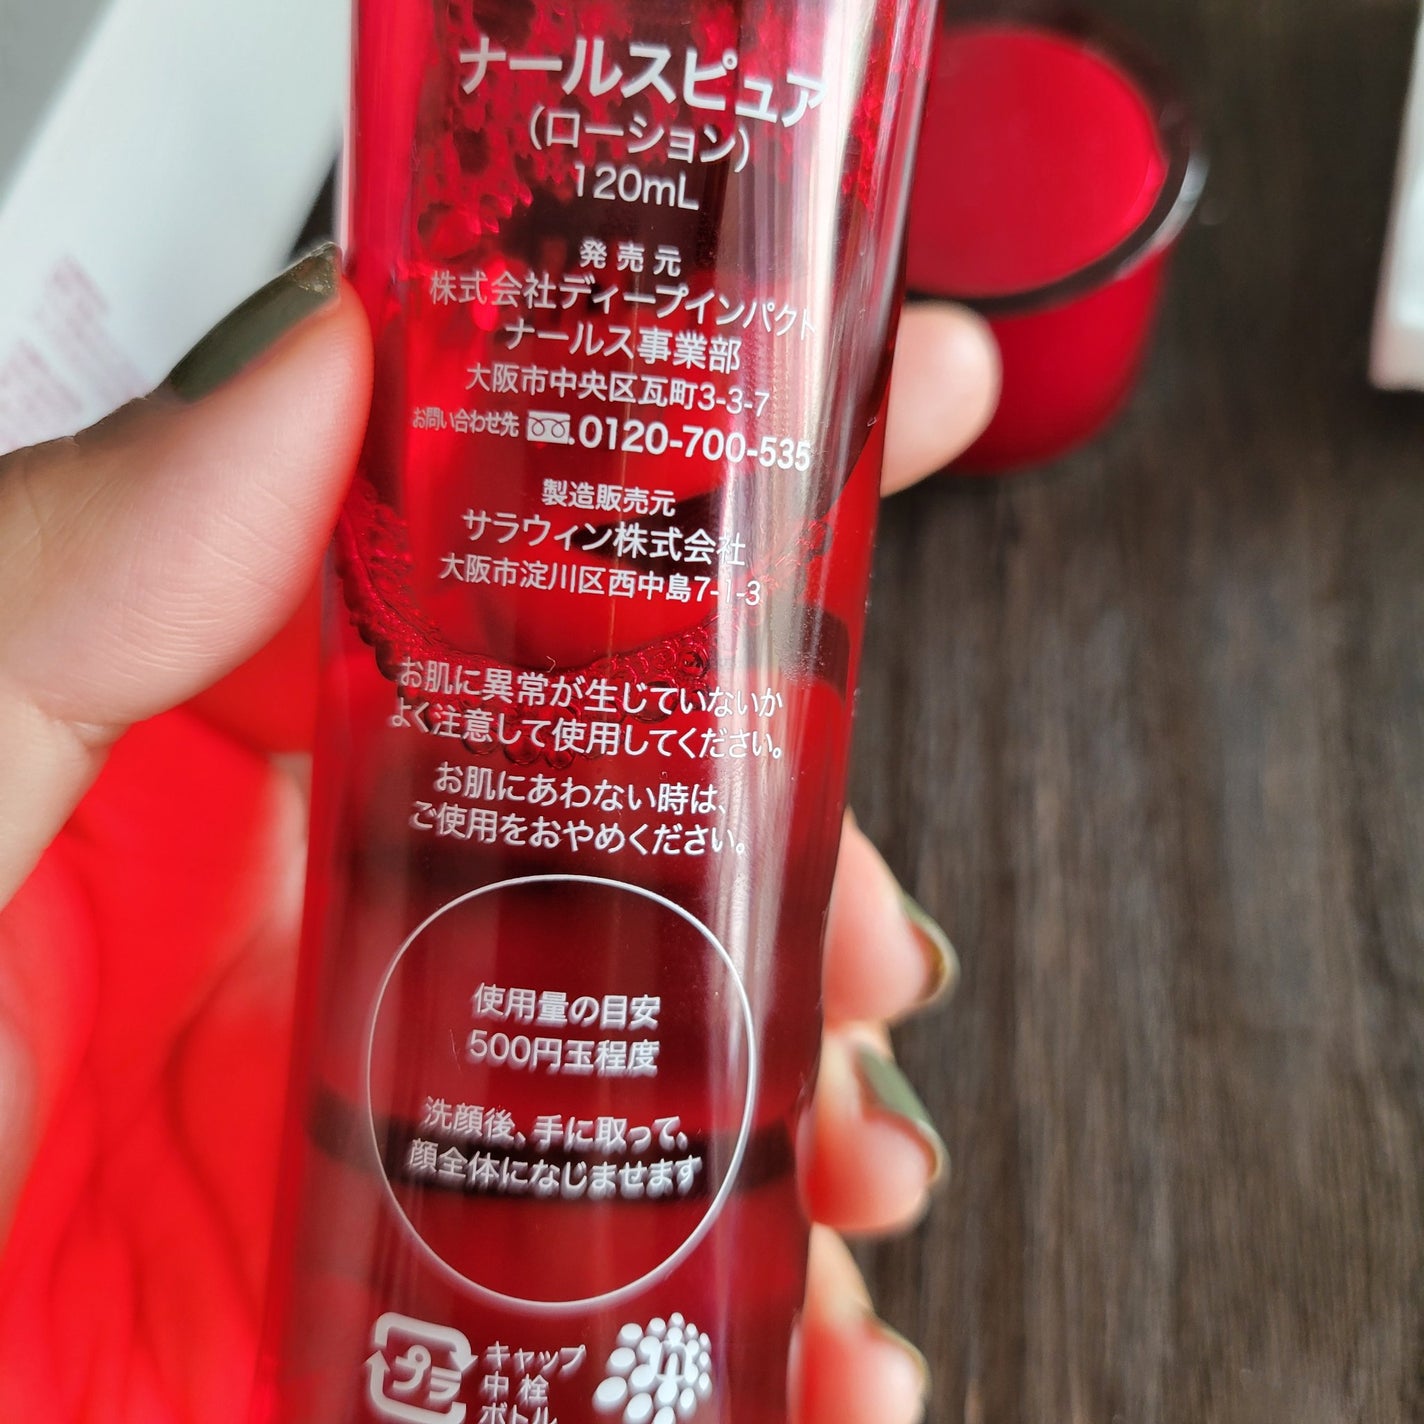 ナールスピュア
(ローション)
120mL
発売元
株式会社ディープインパクト
ナールス事業部
大阪市中央区瓦町3-3-7
お問い合わせ先 0120-700-535
製造販売元
サラウィン株式会社
大阪市淀川区西中島7-1-3
お肌に異常が生じていないか
よく注意して使用してください。
お肌にあわない時は、
ご使用をおやめください。
使用量の目安
500円玉程度
洗顔後、手に取って、
顔全体になじませます
プラ
キャップ
中栓
ボトル